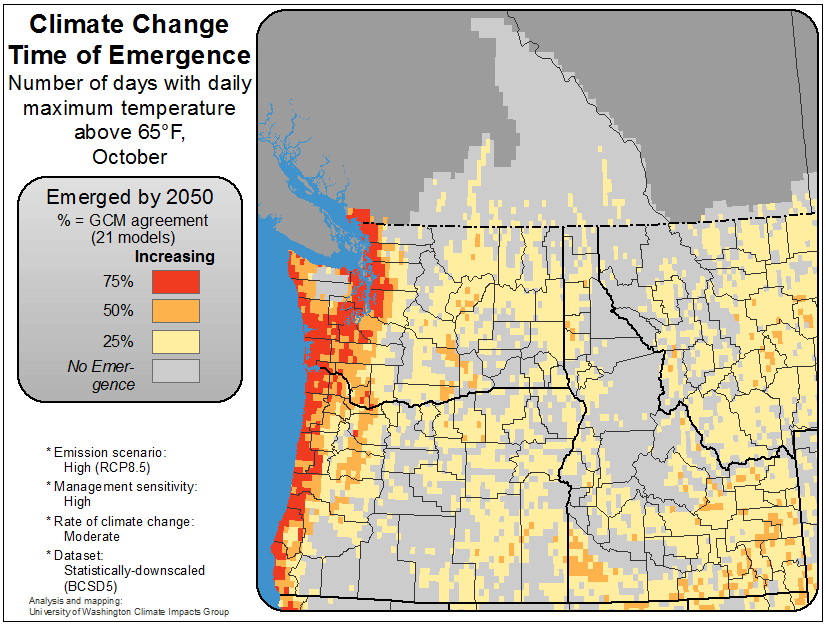 Climate Change
Time of Emergence
Number of days with daily
maximum temperature
above 65°F,
October
Emerged by 2050
% = GCM agreement
(21 models)
Increasing
75%
50%
25%
No Emer-
gence
* Emission scenario:
High (RCP8.5)
* Management sensitivity:
High
* Rate of climate change:
Moderate
* Dataset:
Statistically-downscaled
(BCSD5)
Analysis and mapping:
University of Washington Climate Impacts Group